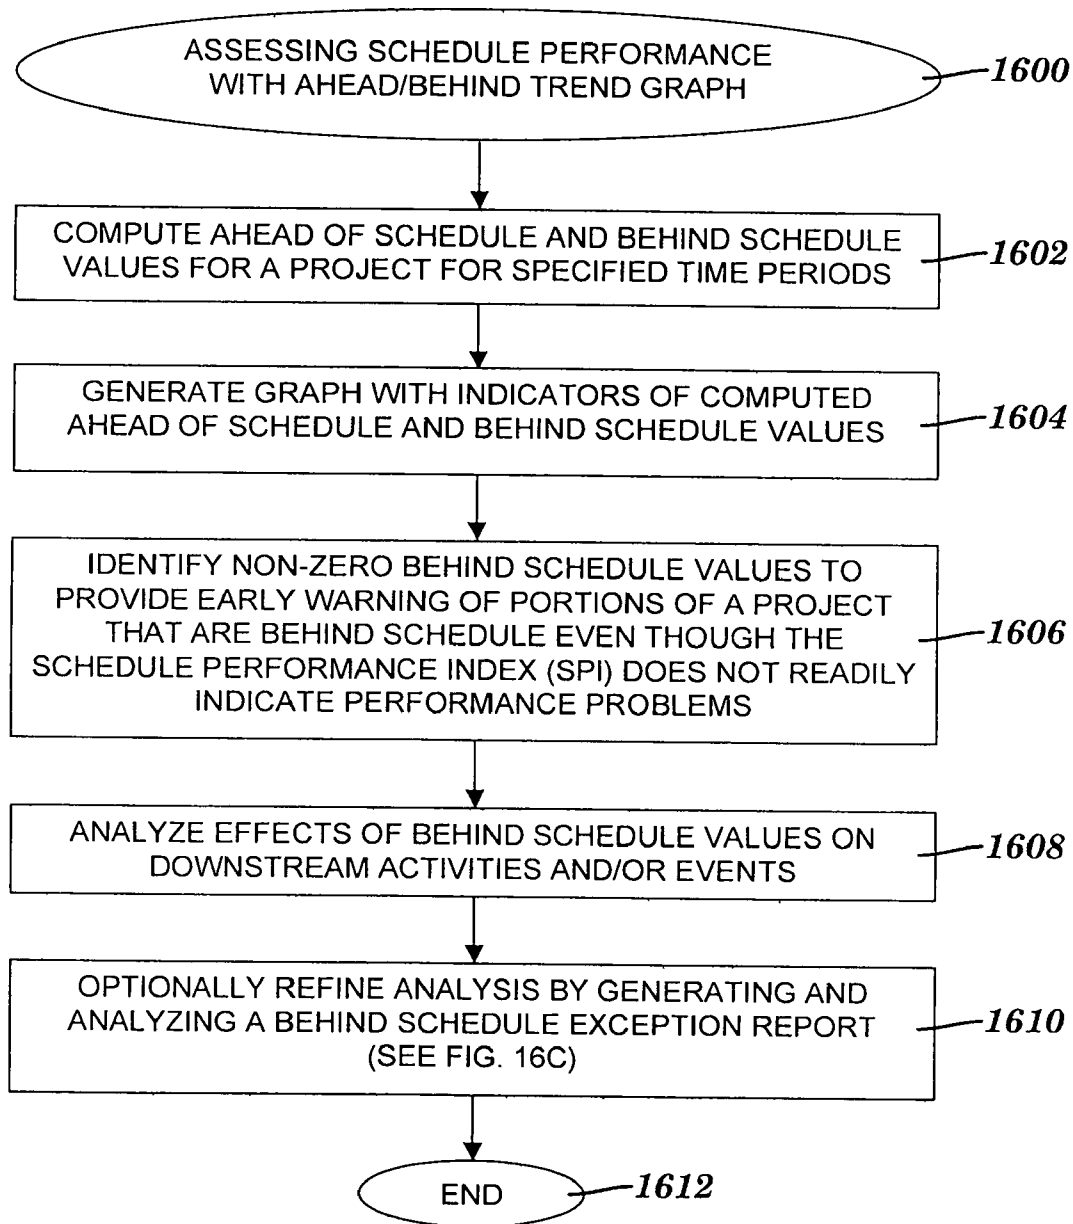 ASSESSING SCHEDULE PERFORMANCE
WITH AHEAD/BEHIND TREND GRAPH
1600
COMPUTE AHEAD OF SCHEDULE AND BEHIND SCHEDULE
VALUES FOR A PROJECT FOR SPECIFIED TIME PERIODS
1602
GENERATE GRAPH WITH INDICATORS OF COMPUTED
AHEAD OF SCHEDULE AND BEHIND SCHEDULE VALUES
1604
IDENTIFY NON-ZERO BEHIND SCHEDULE VALUES TO
PROVIDE EARLY WARNING OF PORTIONS OF A PROJECT
THAT ARE BEHIND SCHEDULE EVEN THOUGH THE
SCHEDULE PERFORMANCE INDEX (SPI) DOES NOT READILY
INDICATE PERFORMANCE PROBLEMS
1606
ANALYZE EFFECTS OF BEHIND SCHEDULE VALUES ON
DOWNSTREAM ACTIVITIES AND/OR EVENTS
1608
OPTIONALLY REFINE ANALYSIS BY GENERATING AND
ANALYZING A BEHIND SCHEDULE EXCEPTION REPORT
(SEE FIG. 16C)
1610
END
1612